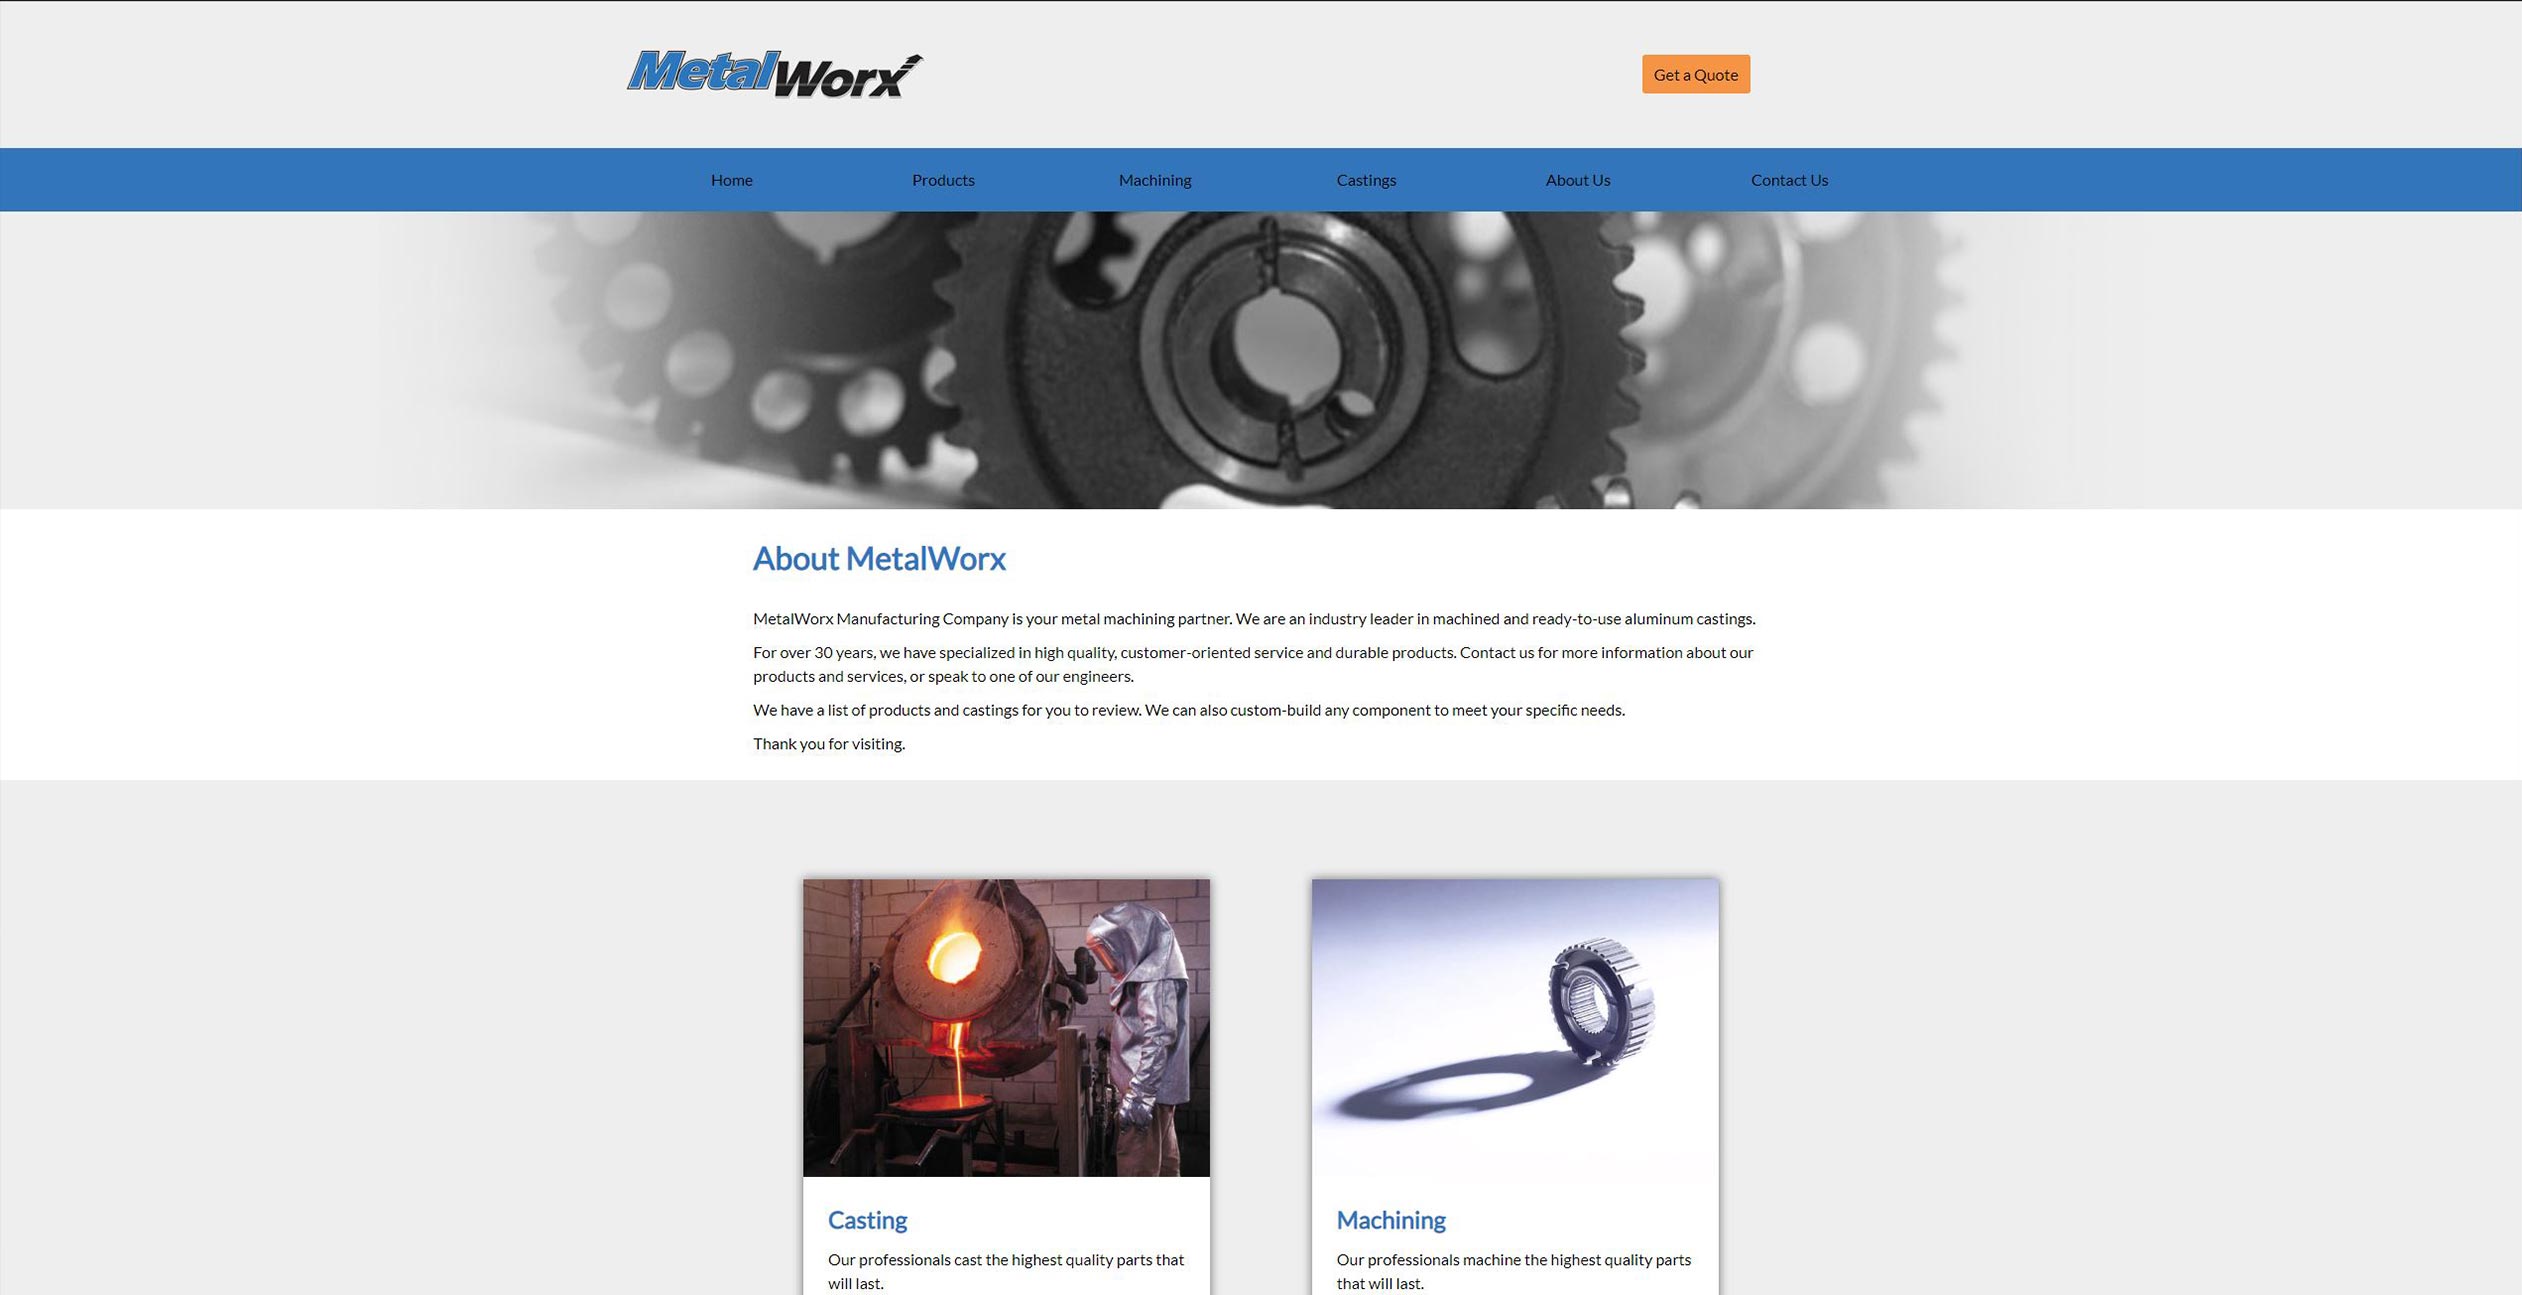 MetalWorx
Get a Quote
Home
Products
Machining
Castings
About Us
Contact Us
About MetalWorx
MetalWorx Manufacturing Company is your metal machining partner. We are an industry leader in machined and ready-to-use aluminum castings.
For over 30 years, we have specialized in high quality, customer-oriented service and durable products. Contact us for more information about our
products and services, or speak to one of our engineers.
We have a list of products and castings for you to review. We can also custom-build any component to meet your specific needs.
Thank you for visiting.
Casting
Our professionals cast the highest quality parts that
will last.
Machining
Our professionals machine the highest quality parts
that will last.